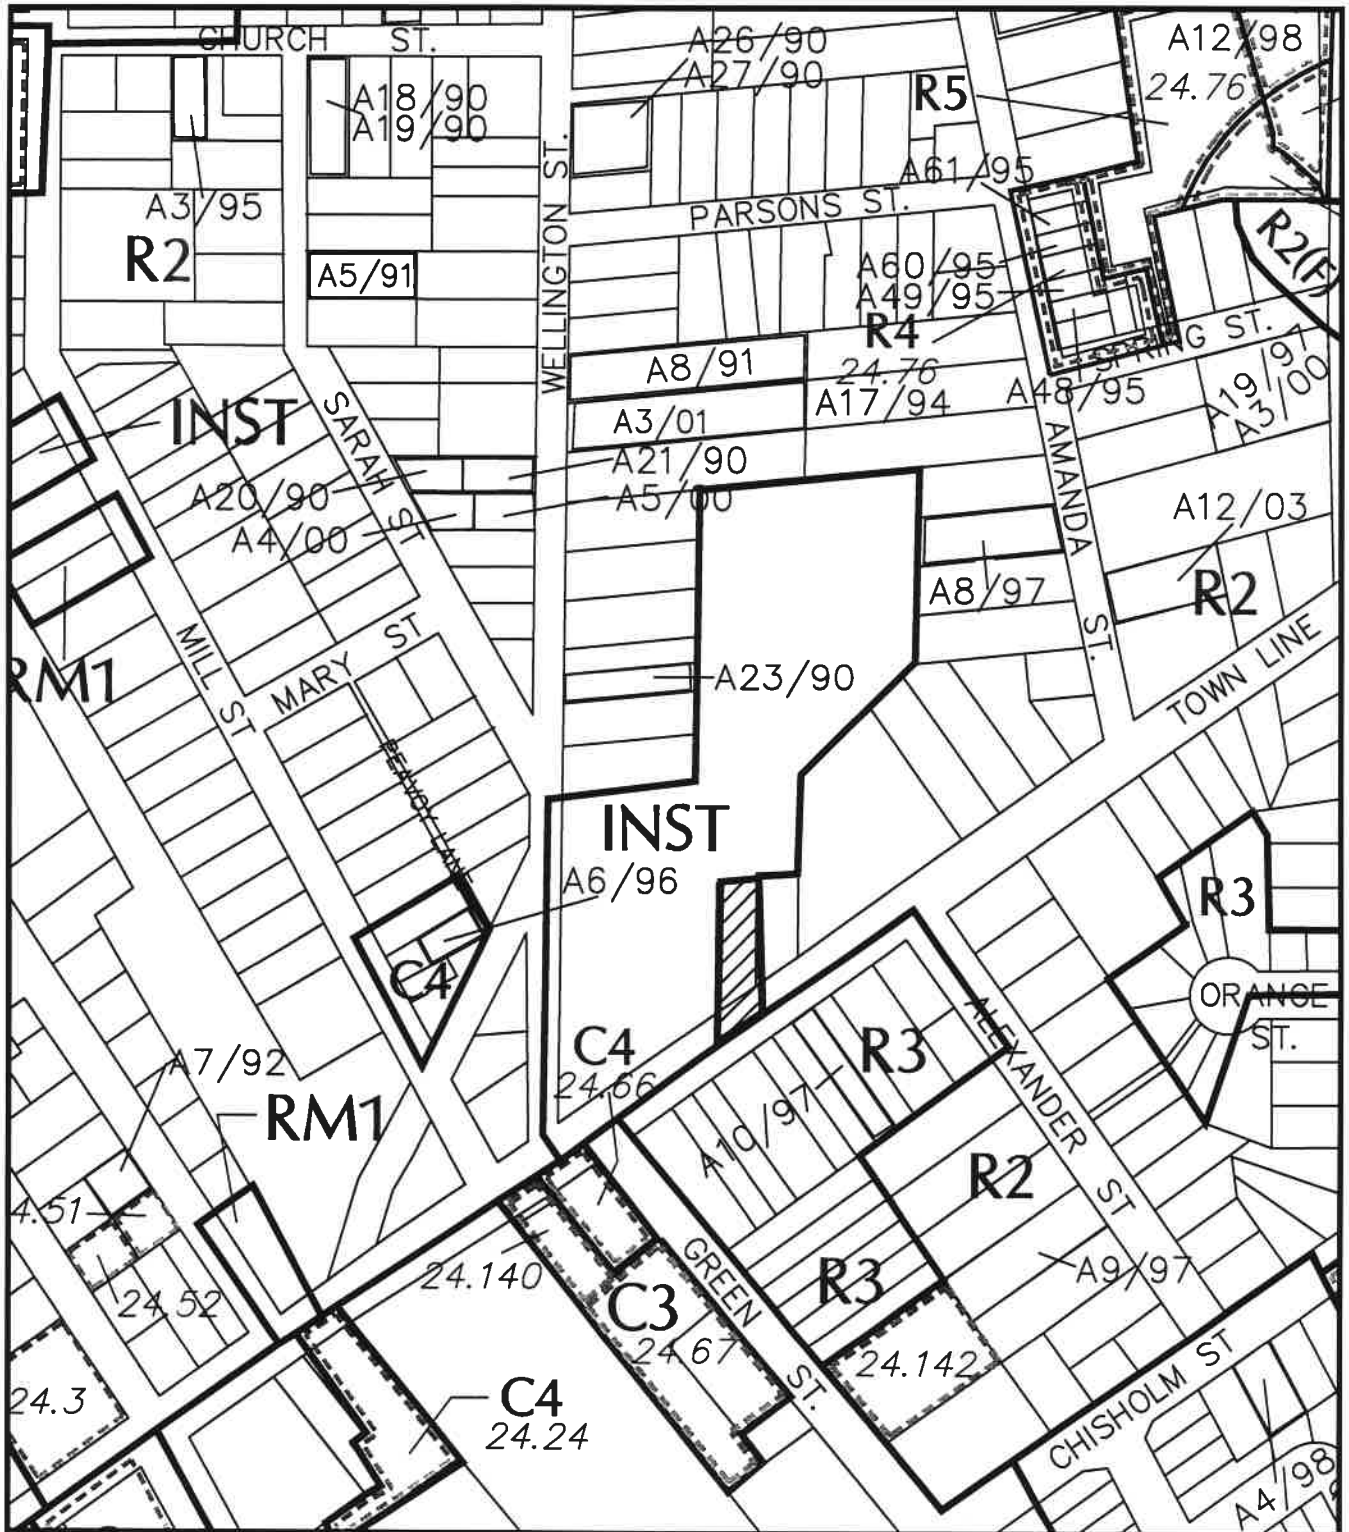 CHURCH ST.
A26/90
A27/90
A12/98
24.76
R5
A18/90
A19/90
A61/95
A3/95
PARSONS ST.
R2
WELLINGTON ST.
R2(F)
A5/91
A60/95
A49/95
R4
24.76
SPRING ST.
A8/91
A17/94
A48/95
A19/97
A3/00
INST
SARAH ST
A3/01
A21/90
A20/90
A5/00
A4/00
AMANDA ST.
A12/03
A8/97
R2
MILL ST
MARY ST
RM1
A23/90
TOWN LINE
PEAVOY LANE
INST
A6/96
R3
C4
ORANGE ST.
C4
24.66
R3
ALEXANDER ST
A7/92
RM1
A10/97
R2
4.51
24.52
24.140
GREEN ST.
C3
24.67
R3
A9/97
24.142
24.3
C4
24.24
CHISHOLM ST
A4/98